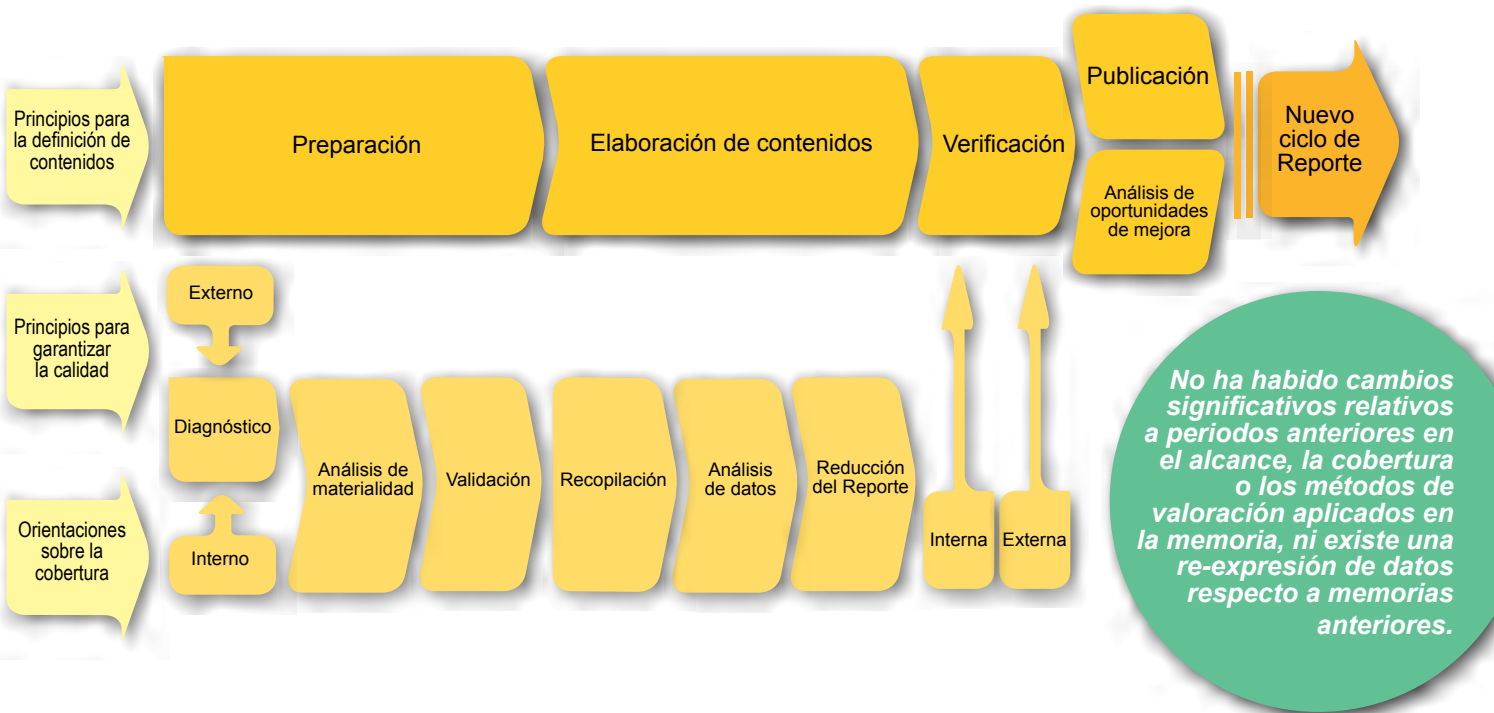 Principios para
la definición de
contenidos
Preparación
Elaboración de contenidos
Verificación
Publicación
Análisis de
oportunidades
de mejora
Nuevo
ciclo de
Reporte
Principios para
garantizar
la calidad
Orientaciones
sobre la
cobertura
Externo
Diagnóstico
Interno
Análisis de
materialidad
Validación
Recopilación
Análisis
de datos
Reducción
del Reporte
Interna
Externa
No ha habido cambios
significativos relativos
a periodos anteriores en
el alcance, la cobertura
o los métodos de
valoración aplicados en
la memoria, ni existe una
re-expresión de datos
respecto a memorias
anteriores.